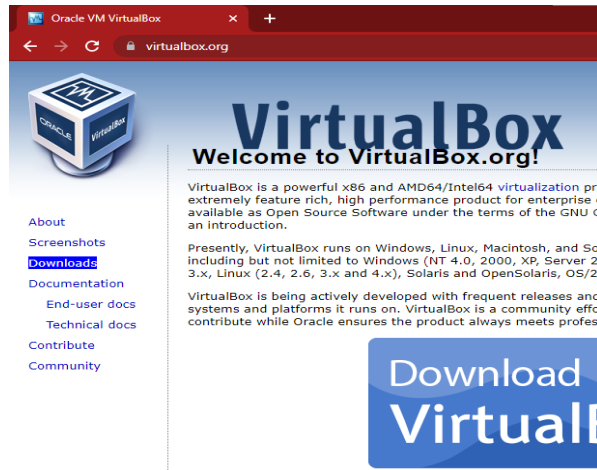 Oracle VM VirtualBox
virtualbox.org
ORACLE
VirtualBox
VirtualBox
Welcome to VirtualBox.org!
VirtualBox is a powerful x86 and AMD64/Intel64 virtualization pr
extremely feature rich, high performance product for enterprise
available as Open Source Software under the terms of the GNU
an introduction.
Presently, VirtualBox runs on Windows, Linux, Macintosh, and So
including but not limited to Windows (NT 4.0, 2000, XP, Server 2
3.x, Linux (2.4, 2.6, 3.x and 4.x), Solaris and OpenSolaris, OS/2
VirtualBox is being actively developed with frequent releases and
systems and platforms it runs on. VirtualBox is a community effo
contribute while Oracle ensures the product always meets profes
About
Screenshots
Downloads
Documentation
End-user docs
Technical docs
Contribute
Community
Download
VirtualB